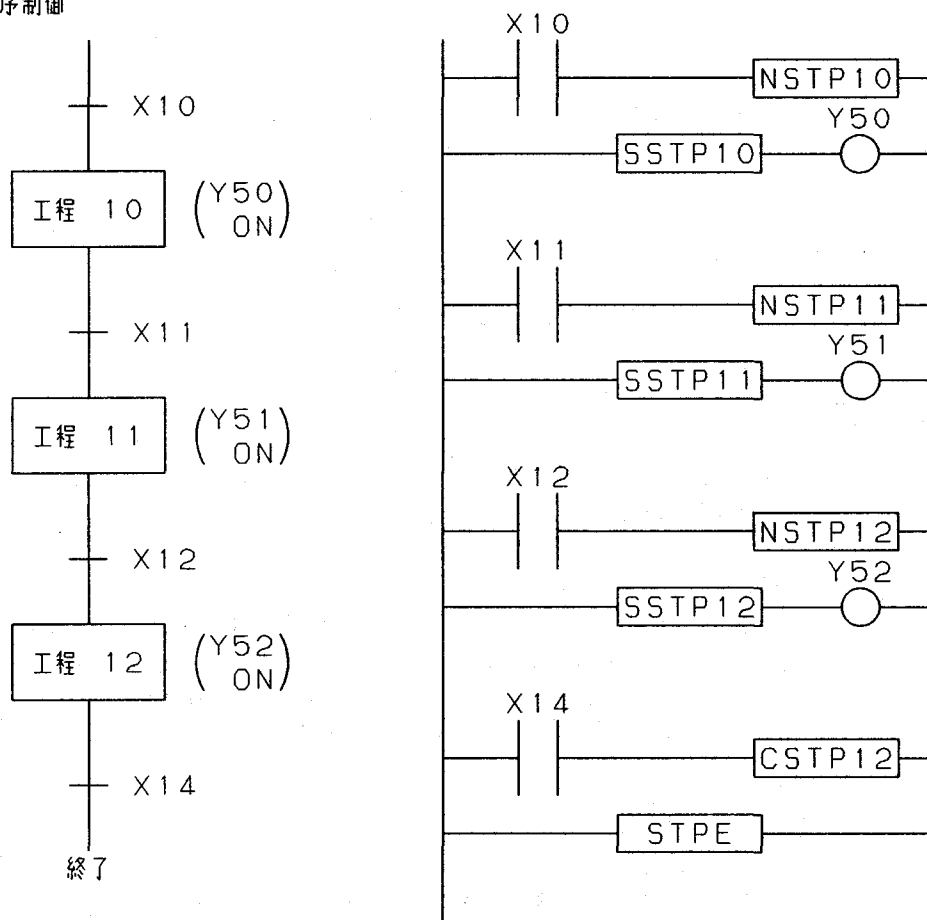 序制御
X10
工程 10
(Y50
ON)
X11
工程 11
(Y51
ON)
X12
工程 12
(Y52
ON)
X14
終了
X10
NSTP10
Y50
SSTP10
X11
NSTP11
Y51
SSTP11
X12
NSTP12
Y52
SSTP12
X14
CSTP12
STPE